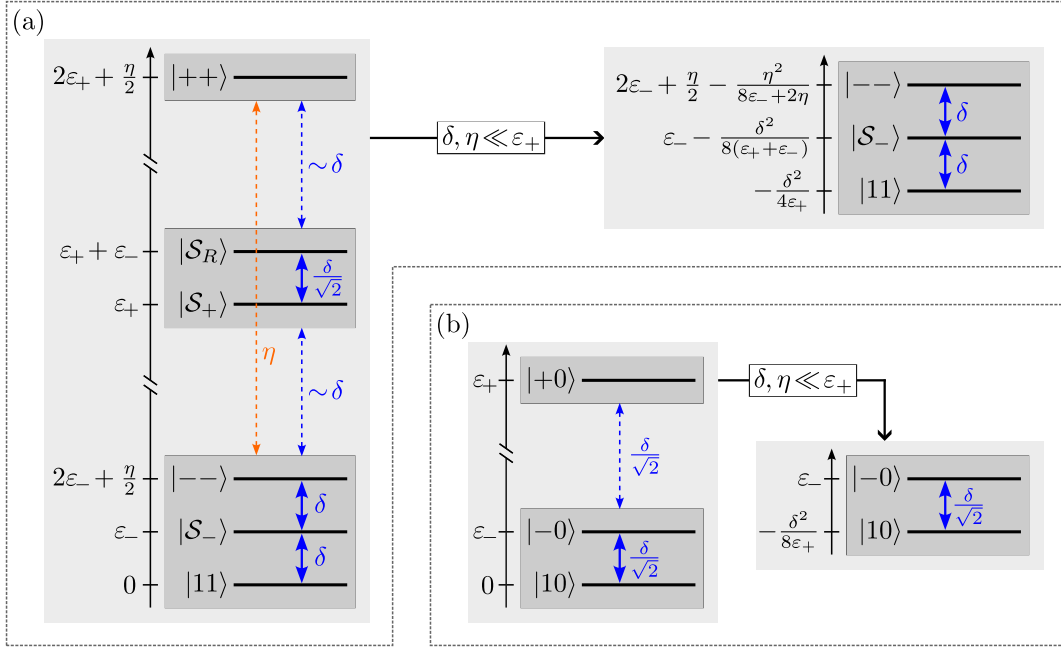 (a)
2ε₊ + η/2 |++⟩
∼δ
ε₊ + ε₋ |𝒮_R⟩
δ/√2
ε₊ |𝒮₊⟩
η
∼δ
2ε₋ + η/2 |−−⟩
δ
ε₋ |𝒮₋⟩
δ
0 |11⟩
δ, η ≪ ε₊
2ε₋ + η/2 − η²/(8ε₋+2η) |−−⟩
δ
ε₋ − δ²/(8(ε₊+ε₋)) |𝒮₋⟩
δ
−δ²/(4ε₊) |11⟩
(b)
ε₊ |+0⟩
δ/√2
ε₋ |−0⟩
δ/√2
0 |10⟩
δ, η ≪ ε₊
ε₋ |−0⟩
δ/√2
−δ²/(8ε₊) |10⟩